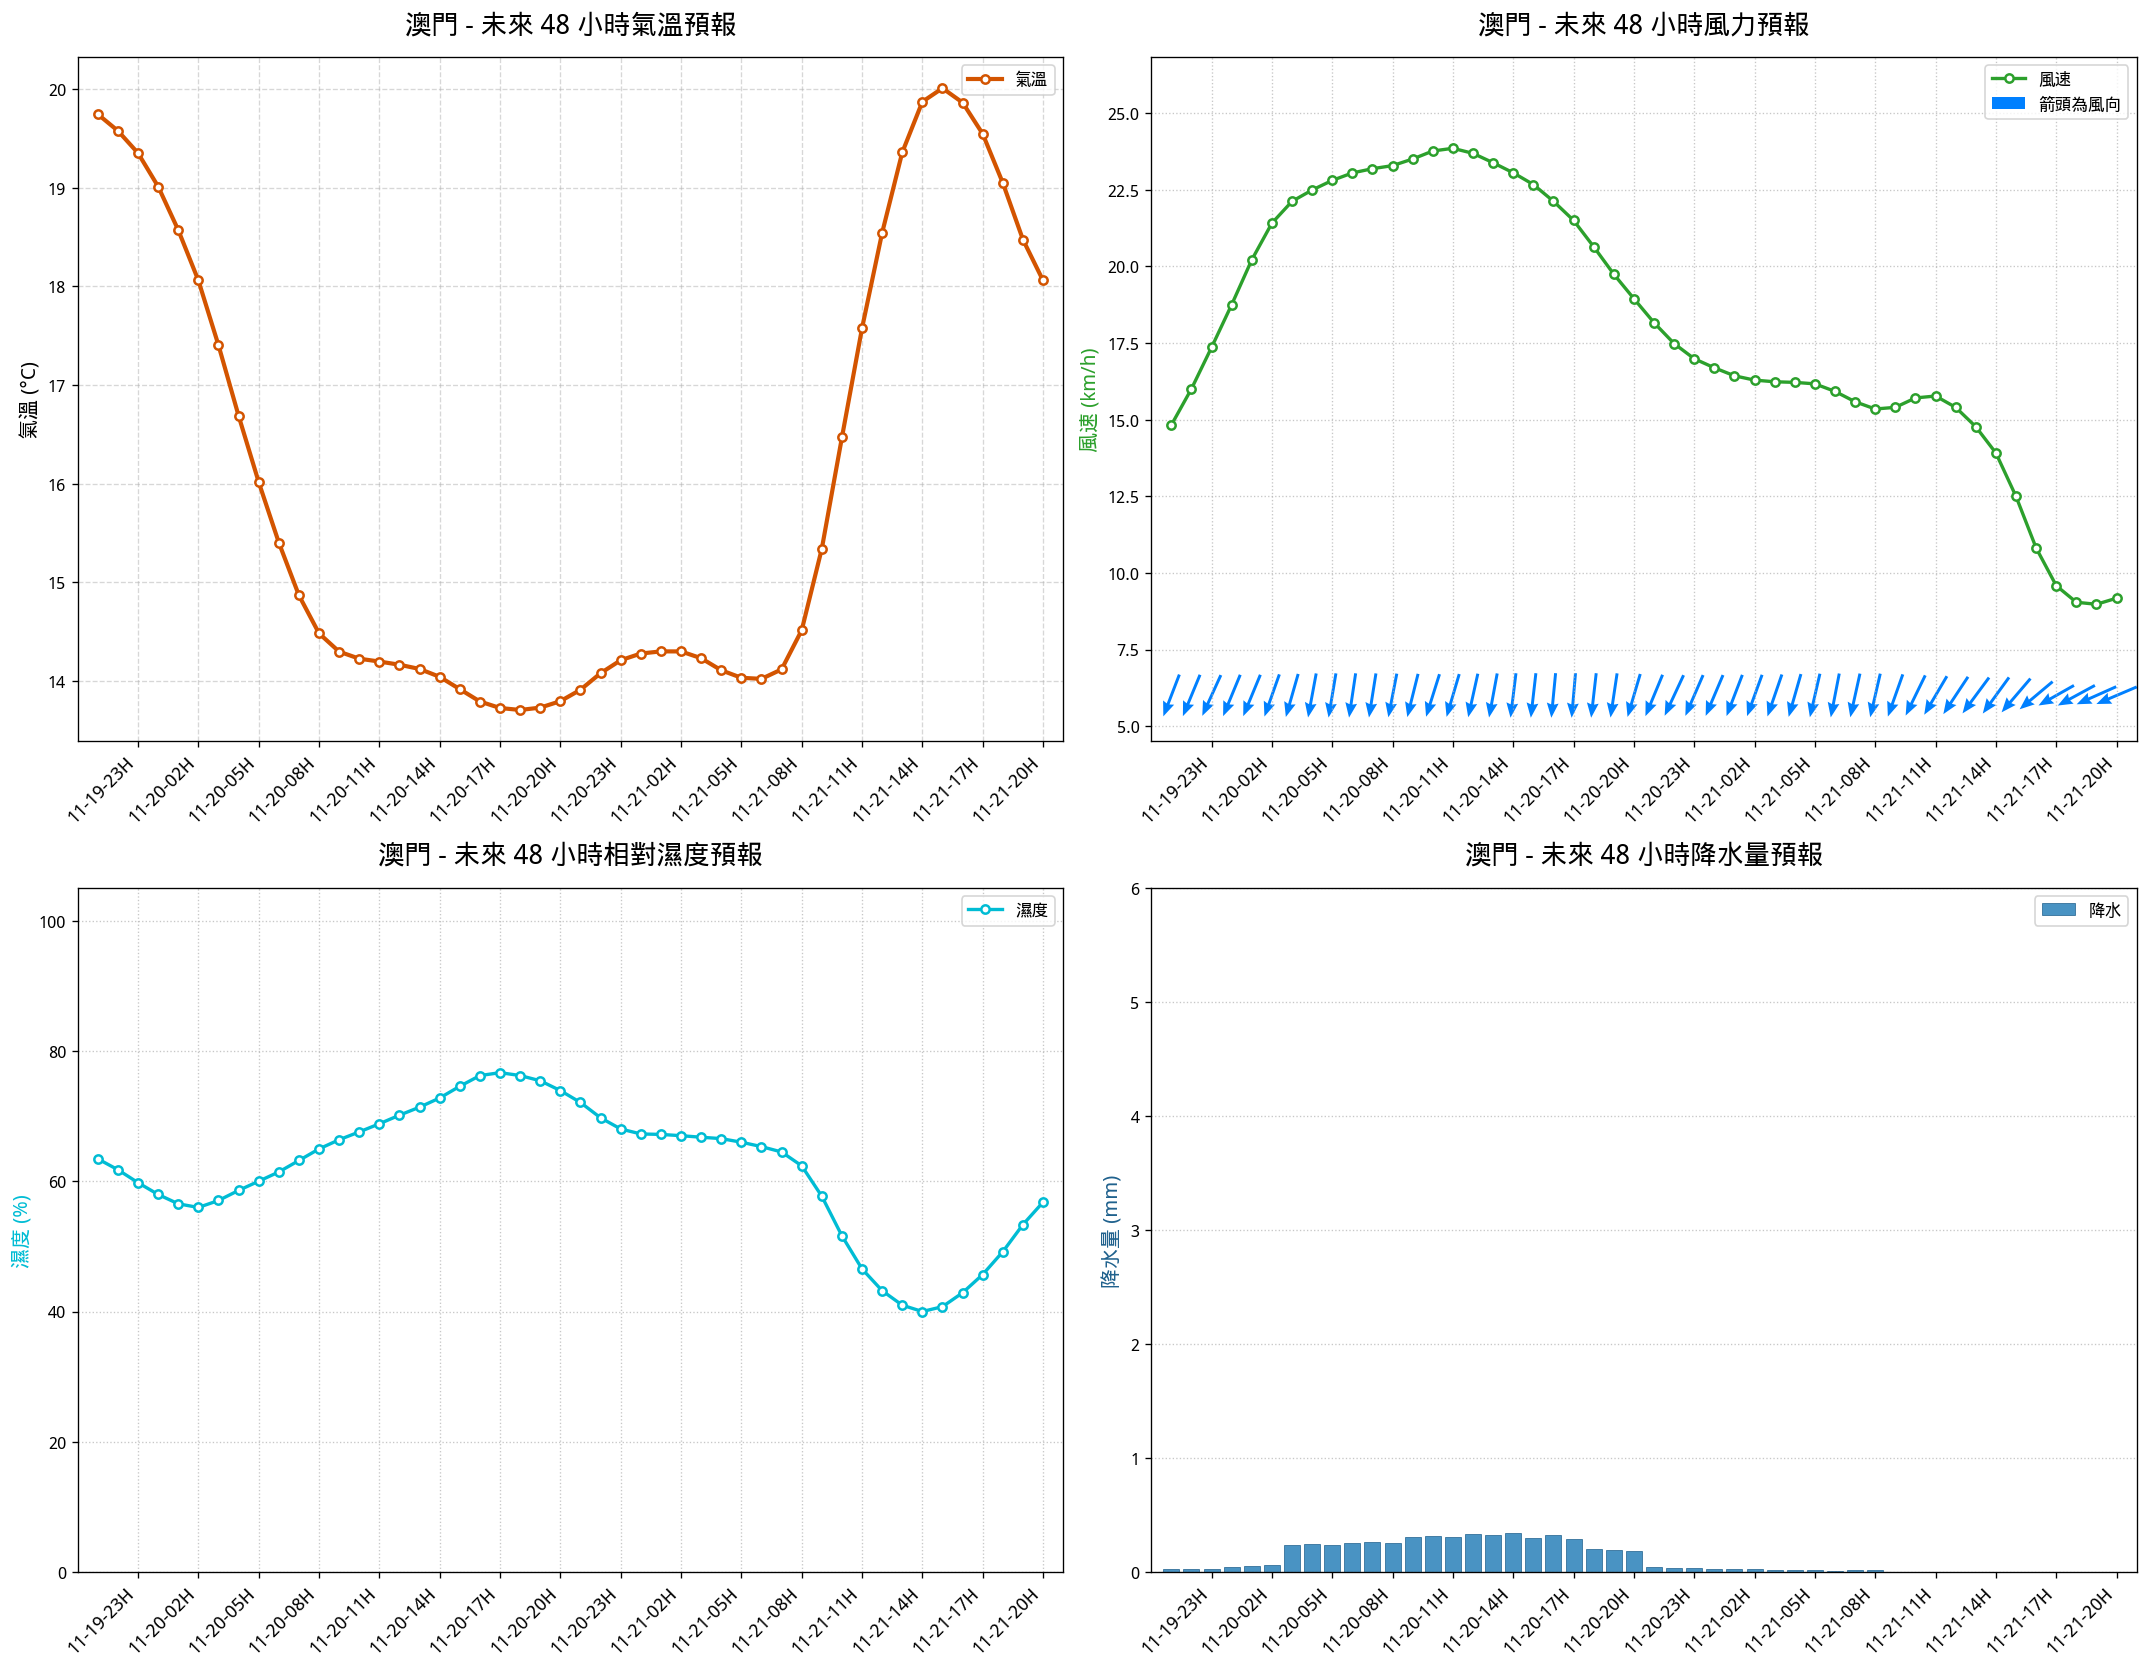 澳門 - 未來 48 小時氣溫預報
氣溫
氣溫 (°C)
20
19
18
17
16
15
14
11-19-23H
11-20-02H
11-20-05H
11-20-08H
11-20-11H
11-20-14H
11-20-17H
11-20-20H
11-20-23H
11-21-02H
11-21-05H
11-21-08H
11-21-11H
11-21-14H
11-21-17H
11-21-20H
澳門 - 未來 48 小時風力預報
風速
箭頭為風向
風速 (km/h)
25.0
22.5
20.0
17.5
15.0
12.5
10.0
7.5
5.0
11-19-23H
11-20-02H
11-20-05H
11-20-08H
11-20-11H
11-20-14H
11-20-17H
11-20-20H
11-20-23H
11-21-02H
11-21-05H
11-21-08H
11-21-11H
11-21-14H
11-21-17H
11-21-20H
澳門 - 未來 48 小時相對濕度預報
濕度
濕度 (%)
100
80
60
40
20
0
11-19-23H
11-20-02H
11-20-05H
11-20-08H
11-20-11H
11-20-14H
11-20-17H
11-20-20H
11-20-23H
11-21-02H
11-21-05H
11-21-08H
11-21-11H
11-21-14H
11-21-17H
11-21-20H
澳門 - 未來 48 小時降水量預報
降水
降水量 (mm)
6
5
4
3
2
1
0
11-19-23H
11-20-02H
11-20-05H
11-20-08H
11-20-11H
11-20-14H
11-20-17H
11-20-20H
11-20-23H
11-21-02H
11-21-05H
11-21-08H
11-21-11H
11-21-14H
11-21-17H
11-21-20H